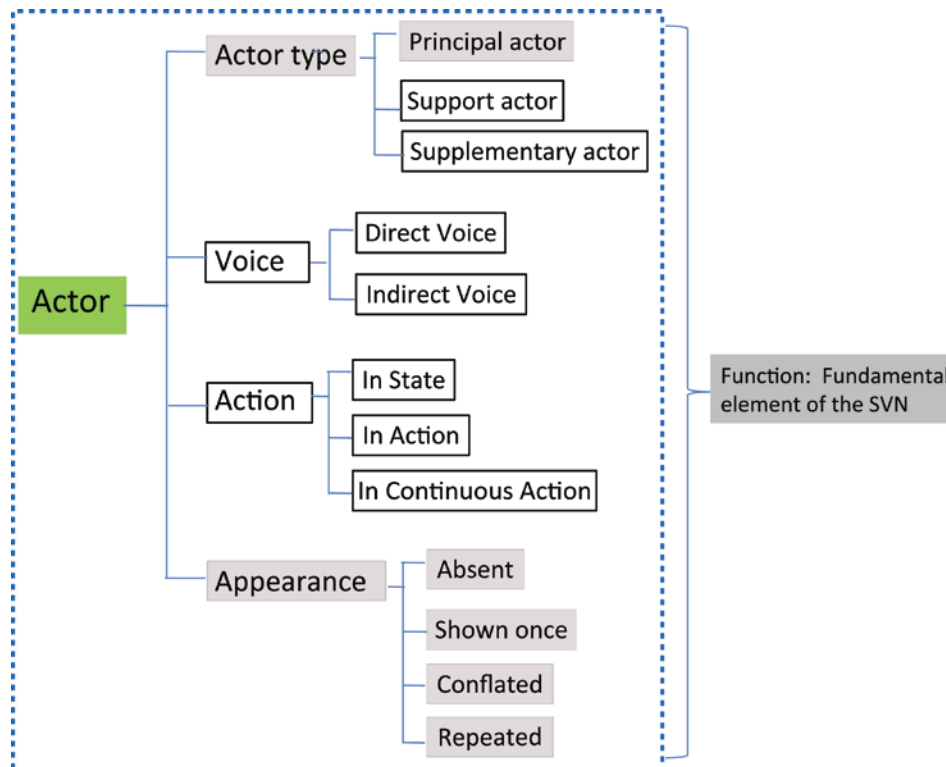 Actor type
Principal actor
Support actor
Supplementary actor
Voice
Direct Voice
Indirect Voice
Actor
Action
In State
In Action
In Continuous Action
Appearance
Absent
Shown once
Conflated
Repeated
Function: Fundamental
element of the SVN